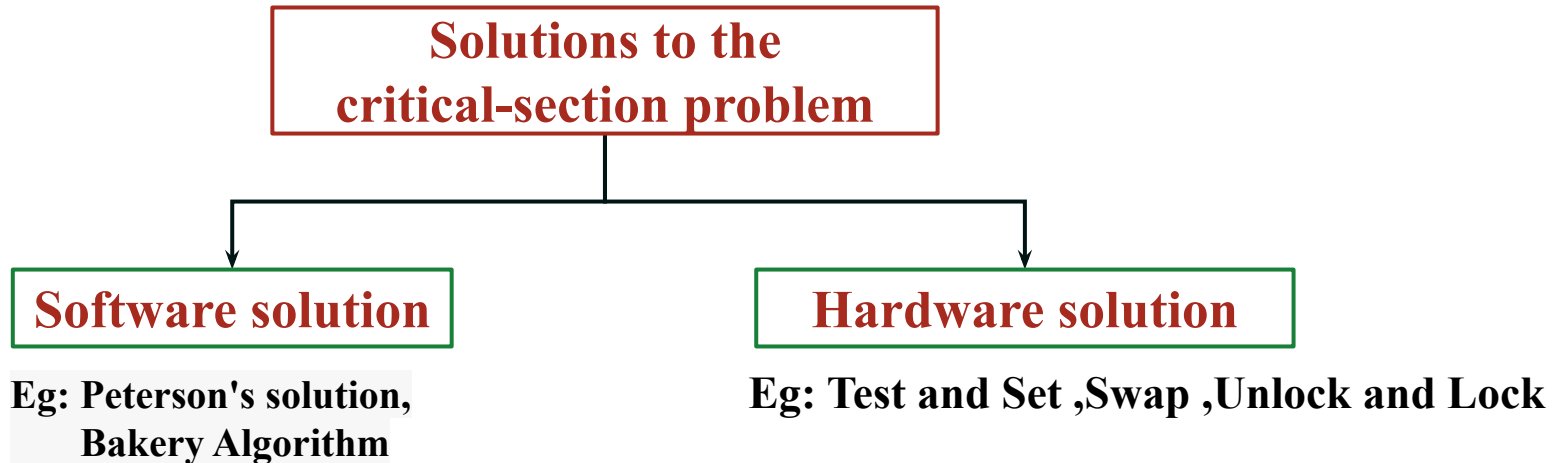 Solutions to the
critical-section problem
Software solution
Hardware solution
Eg: Peterson's solution,
Bakery Algorithm
Eg: Test and Set ,Swap ,Unlock and Lock